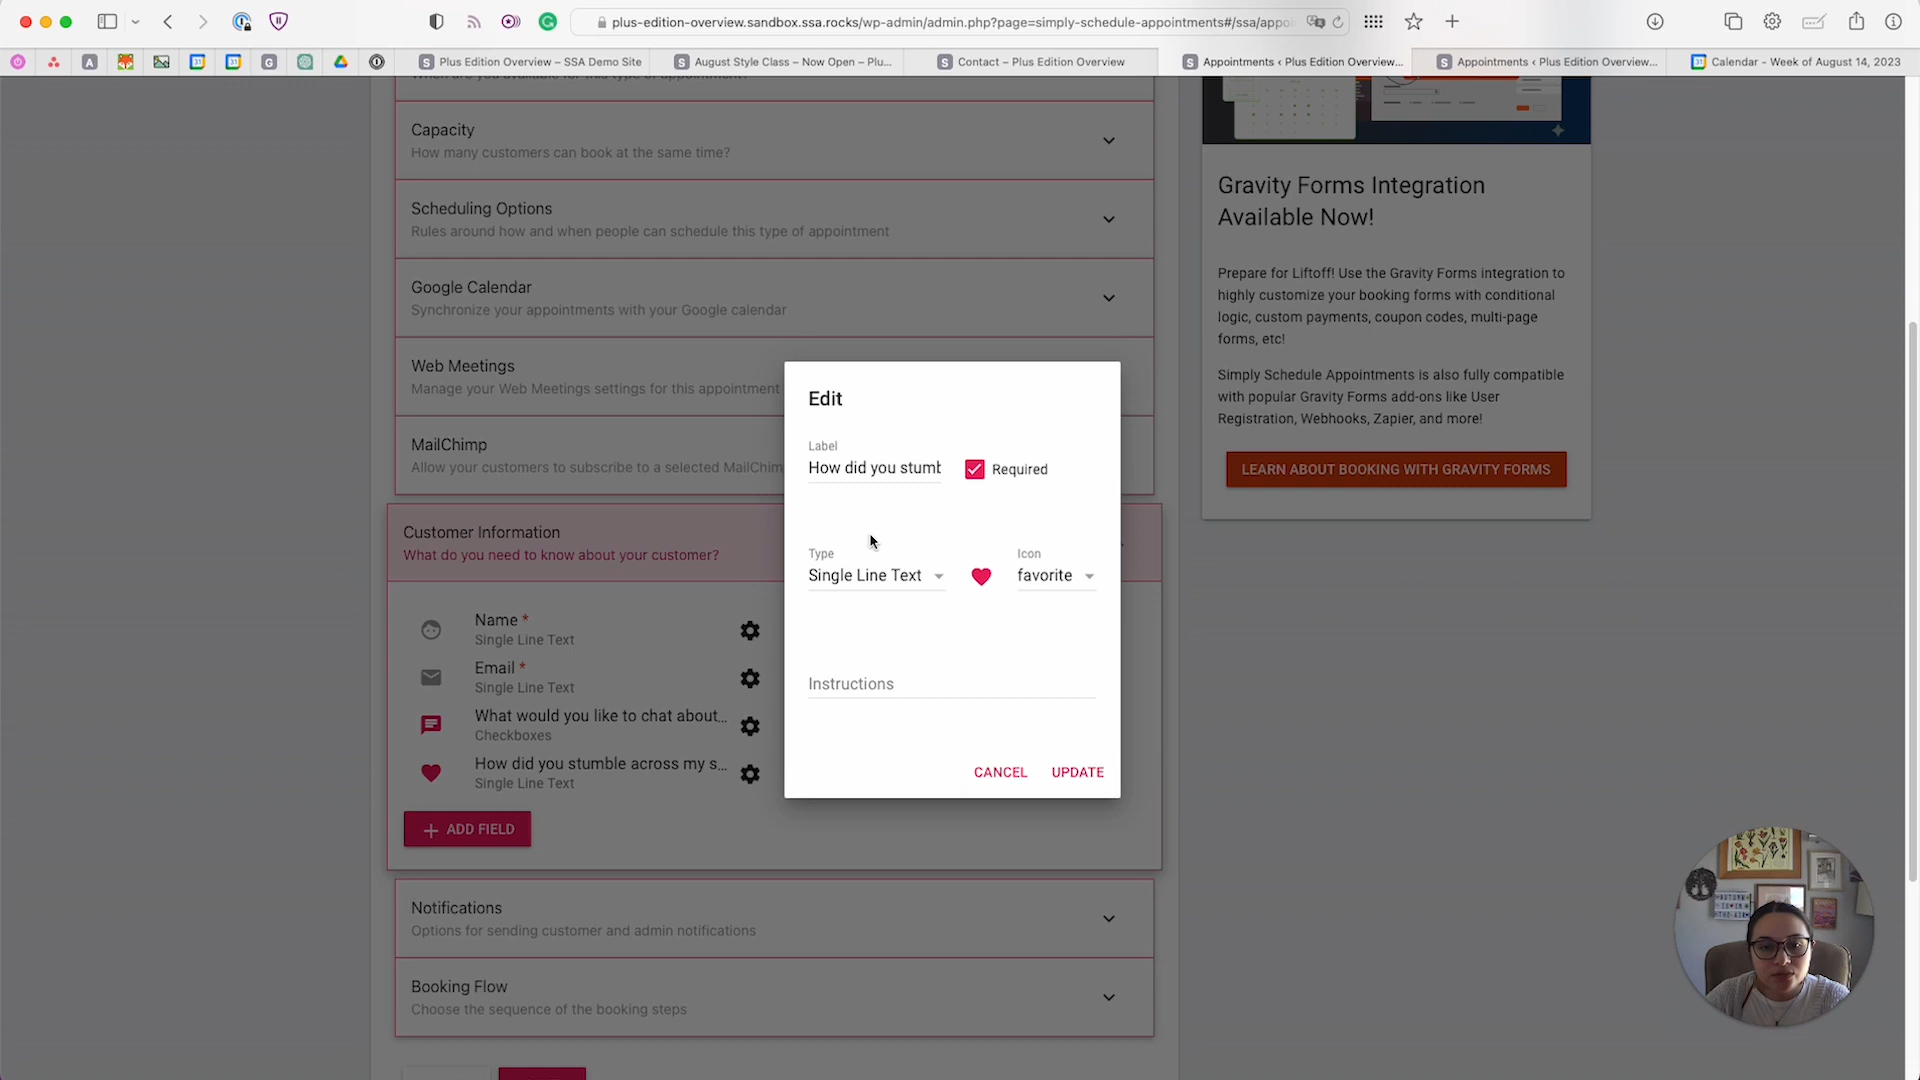 plus-edition-overview.sandbox.ssa.rocks/wp-admin/admin.php?page=simply-schedule-appointments#/ssa/appo
Plus Edition Overview – SSA Demo Site
August Style Class – Now Open – Plu...
Contact – Plus Edition Overview
Appointments ‹ Plus Edition Overview...
Appointments ‹ Plus Edition Overview...
Calendar - Week of August 14, 2023
When are you available for this type of appointment?
Capacity
How many customers can book at the same time?
Scheduling Options
Rules around how and when people can schedule this type of appointment
Google Calendar
Synchronize your appointments with your Google calendar
Web Meetings
Manage your Web Meetings settings for this appointment
MailChimp
Allow your customers to subscribe to a selected MailChim
Customer Information
What do you need to know about your customer?
Name *
Single Line Text
Email *
Single Line Text
What would you like to chat about...
Checkboxes
How did you stumble across my s...
Single Line Text
ADD FIELD
Notifications
Options for sending customer and admin notifications
Booking Flow
Choose the sequence of the booking steps
Edit
Label
How did you stumb
Required
Type
Single Line Text
Icon
favorite
Instructions
CANCEL
UPDATE
Gravity Forms Integration
Available Now!
Prepare for Liftoff! Use the Gravity Forms integration to
highly customize your booking forms with conditional
logic, custom payments, coupon codes, multi-page
forms, etc!
Simply Schedule Appointments is also fully compatible
with popular Gravity Forms add-ons like User
Registration, Webhooks, Zapier, and more!
LEARN ABOUT BOOKING WITH GRAVITY FORMS